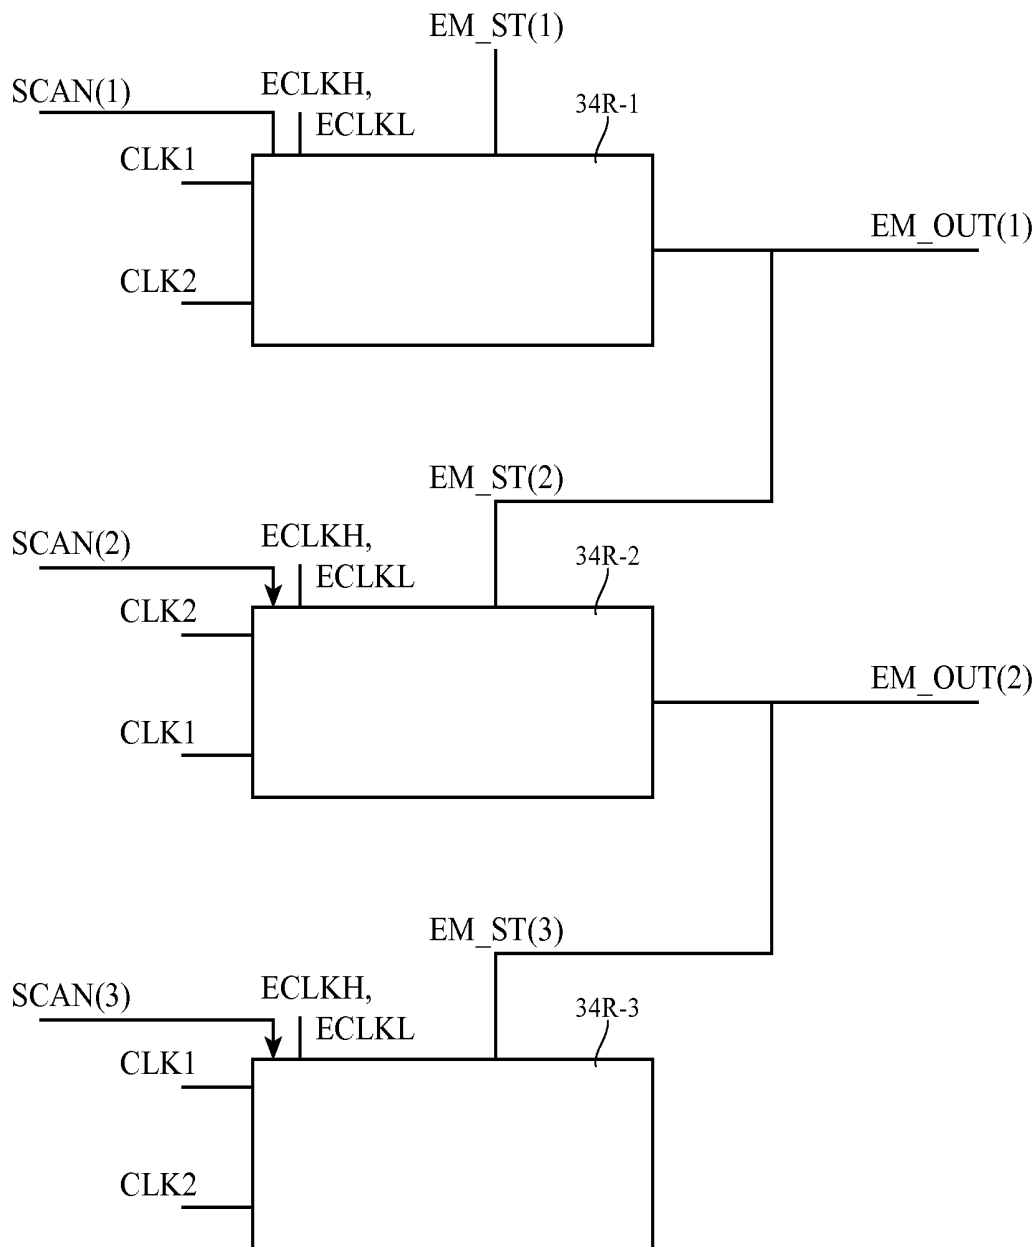 EM_ST(1)
SCAN(1)
ECLKH,
ECLKL
34R-1
CLK1
EM_OUT(1)
CLK2
EM_ST(2)
SCAN(2)
ECLKH,
ECLKL
34R-2
CLK2
EM_OUT(2)
CLK1
EM_ST(3)
SCAN(3)
ECLKH,
ECLKL
34R-3
CLK1
CLK2